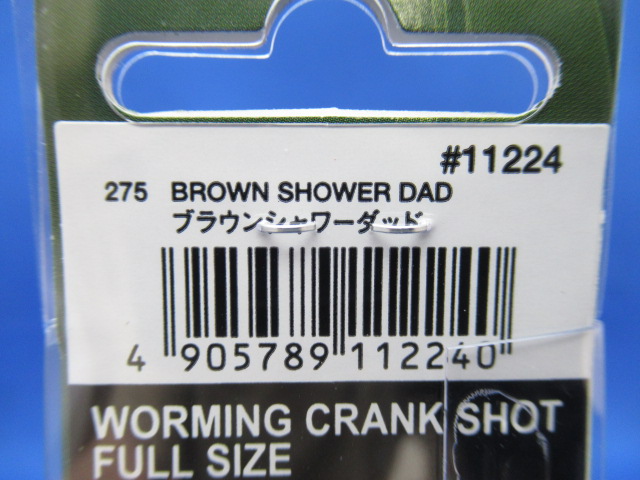 #11224
275 BROWN SHOWER DAD
ブラウンシャワーダッド
4 905789 112240
WORMING CRANK SHOT
FULL SIZE